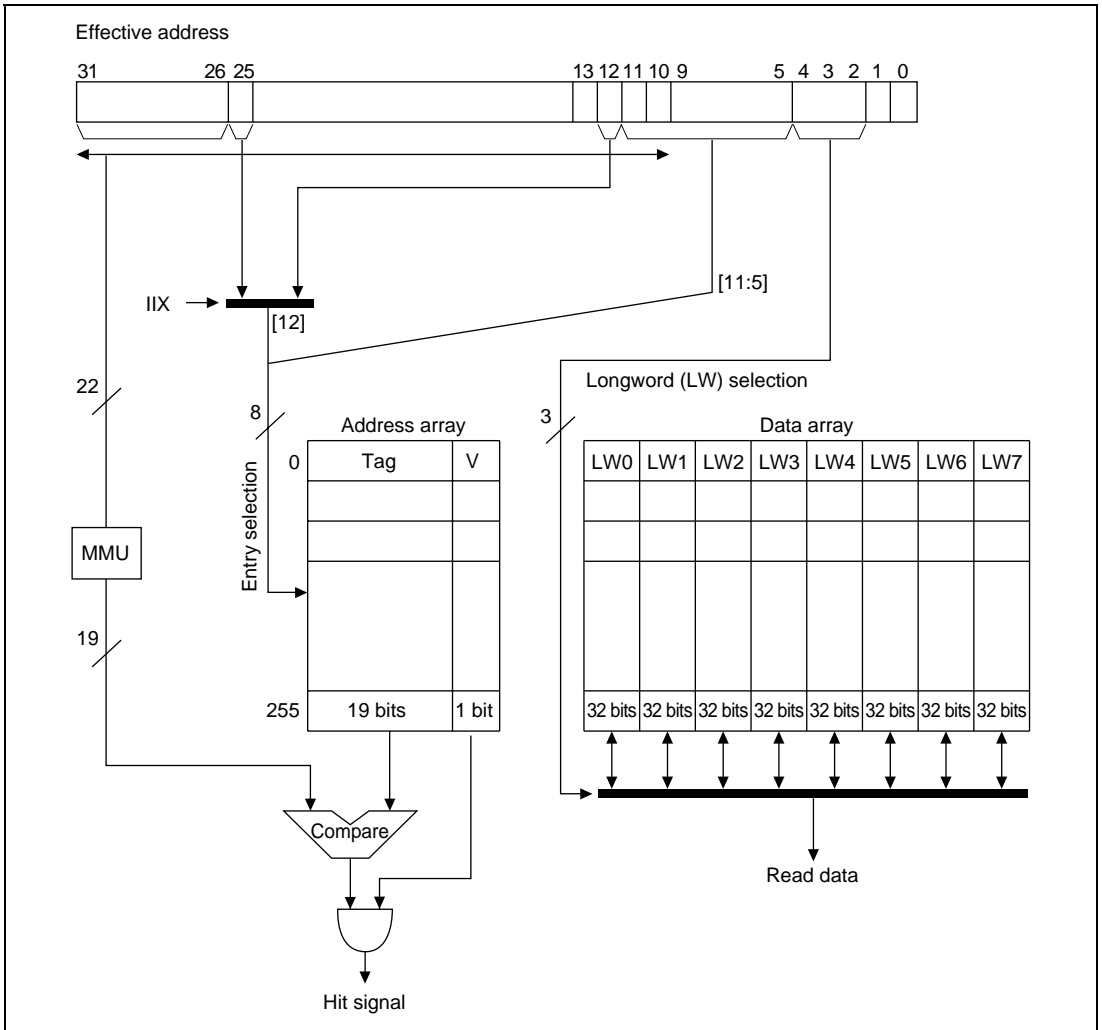 Effective address
31 26 25 13 12 11 10 9 5 4 3 2 1 0
[11:5]
IIX
[12]
22
Longword (LW) selection
8
3
Address array
Data array
Entry selection
0 Tag V
LW0 LW1 LW2 LW3 LW4 LW5 LW6 LW7
MMU
19
255 19 bits 1 bit
32 bits 32 bits 32 bits 32 bits 32 bits 32 bits 32 bits 32 bits
Compare
Read data
Hit signal